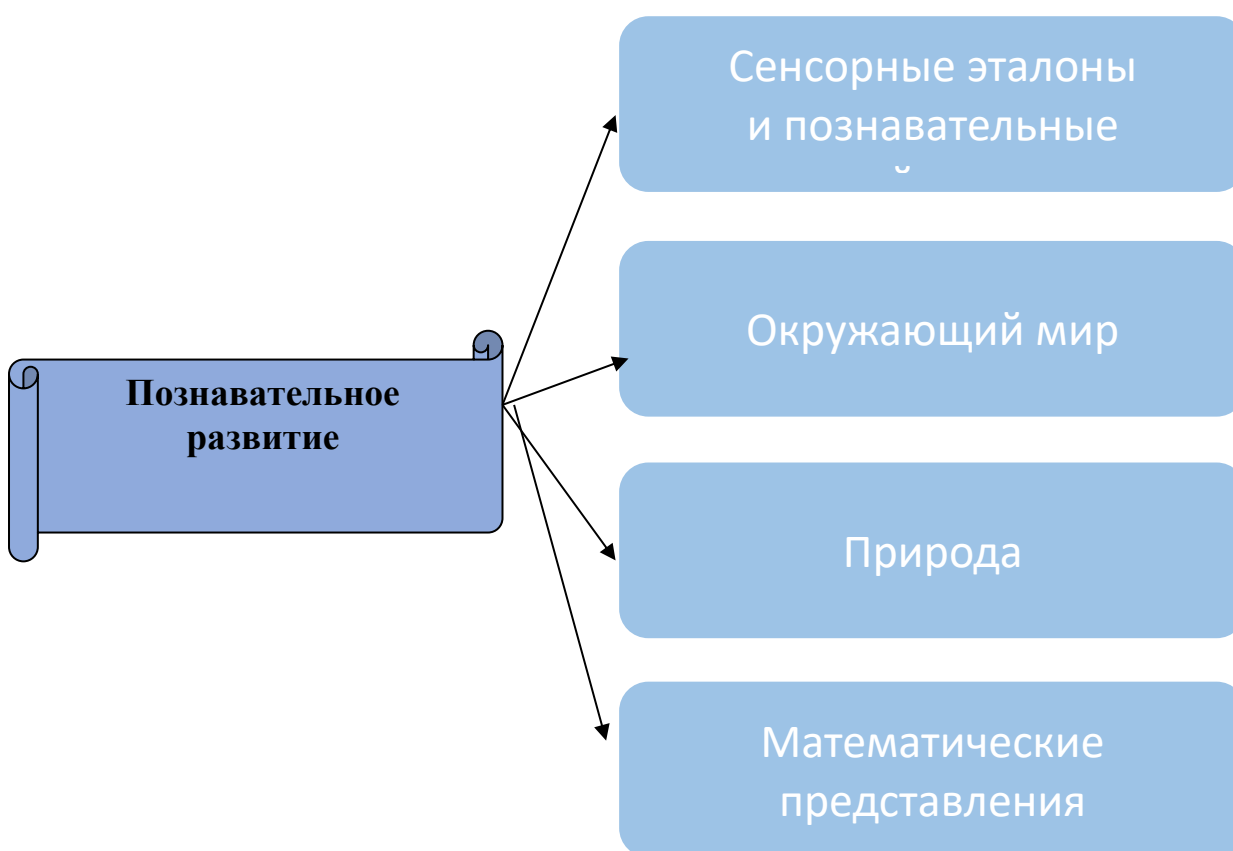 Сенсорные эталоны
и познавательные
Познавательное
развитие
Окружающий мир
Природа
Математические
представления